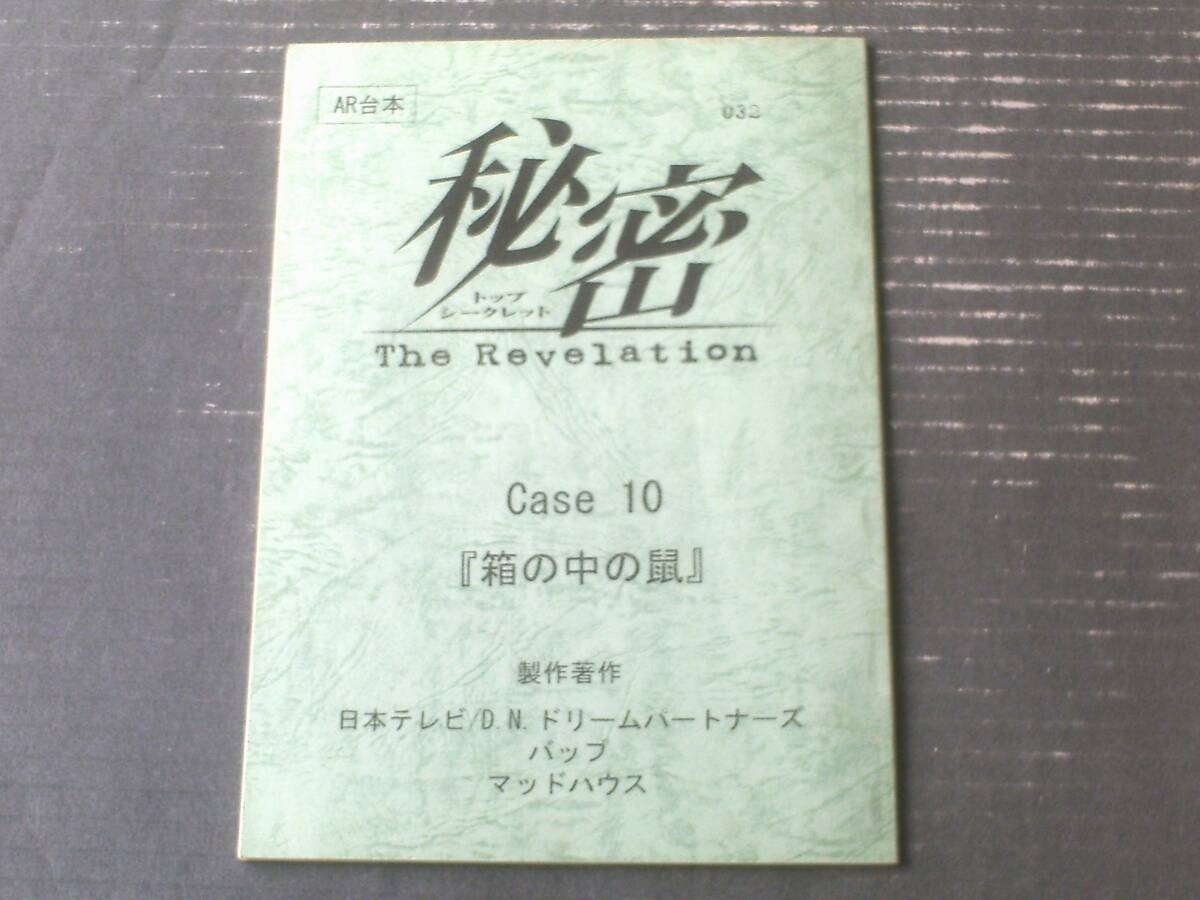 AR台本
032
秘密
トップ
シークレット
The Revelation
Case 10
『箱の中の鼠』
製作著作
日本テレビ/D.N.ドリームパートナーズ
バップ
マッドハウス